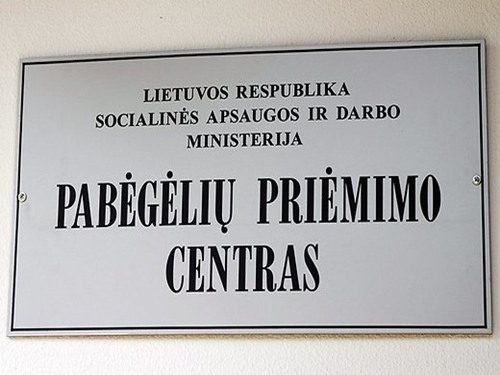 LIETUVOS RESPUBLIKA
SOCIALINĖS APSAUGOS IR DARBO
MINISTERIJA
PABĖGĖLIŲ PRIĖMIMO
CENTRAS